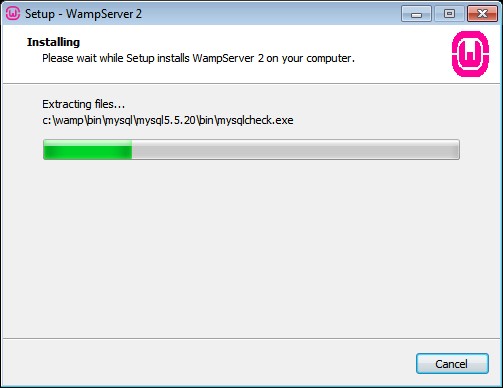 Setup - WampServer 2
Installing
Please wait while Setup installs WampServer 2 on your computer.
Extracting files...
c:\wamp\bin\mysql\mysql5.5.20\bin\mysqlcheck.exe
Cancel